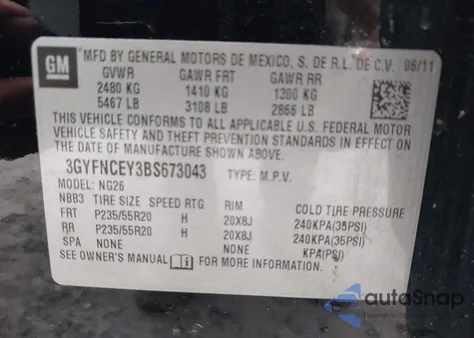 GM
*MFD BY GENERAL MOTORS DE MEXICO, S. DE R.L. DE C.V. 06/11
GVWR GAWR FRT GAWR RR
2480 KG 1410 KG 1300 KG
5467 LB 3108 LB 2866 LB
THIS VEHICLE CONFORMS TO ALL U.S. FEDERAL MOTOR
VEHICLE SAFETY AND THEFT PREVENTION STANDARDS IN EFFECT ON
THE DATE OF MANUFACTURE SHOWN ABOVE.
3GYFNCEY3BS673043 TYPE: M.P.V.
MODEL: NG26
NBB3 TIRE SIZE SPEED RTG RIM COLD TIRE PRESSURE
FRT P235/55R20 H 20X8J 240KPA(35PSI)
RR P235/55R20 H 20X8J 240KPA(35PSI)
SPA NONE NONE KPA(PSI)
SEE OWNER'S MANUAL FOR MORE INFORMATION.
autoSnap